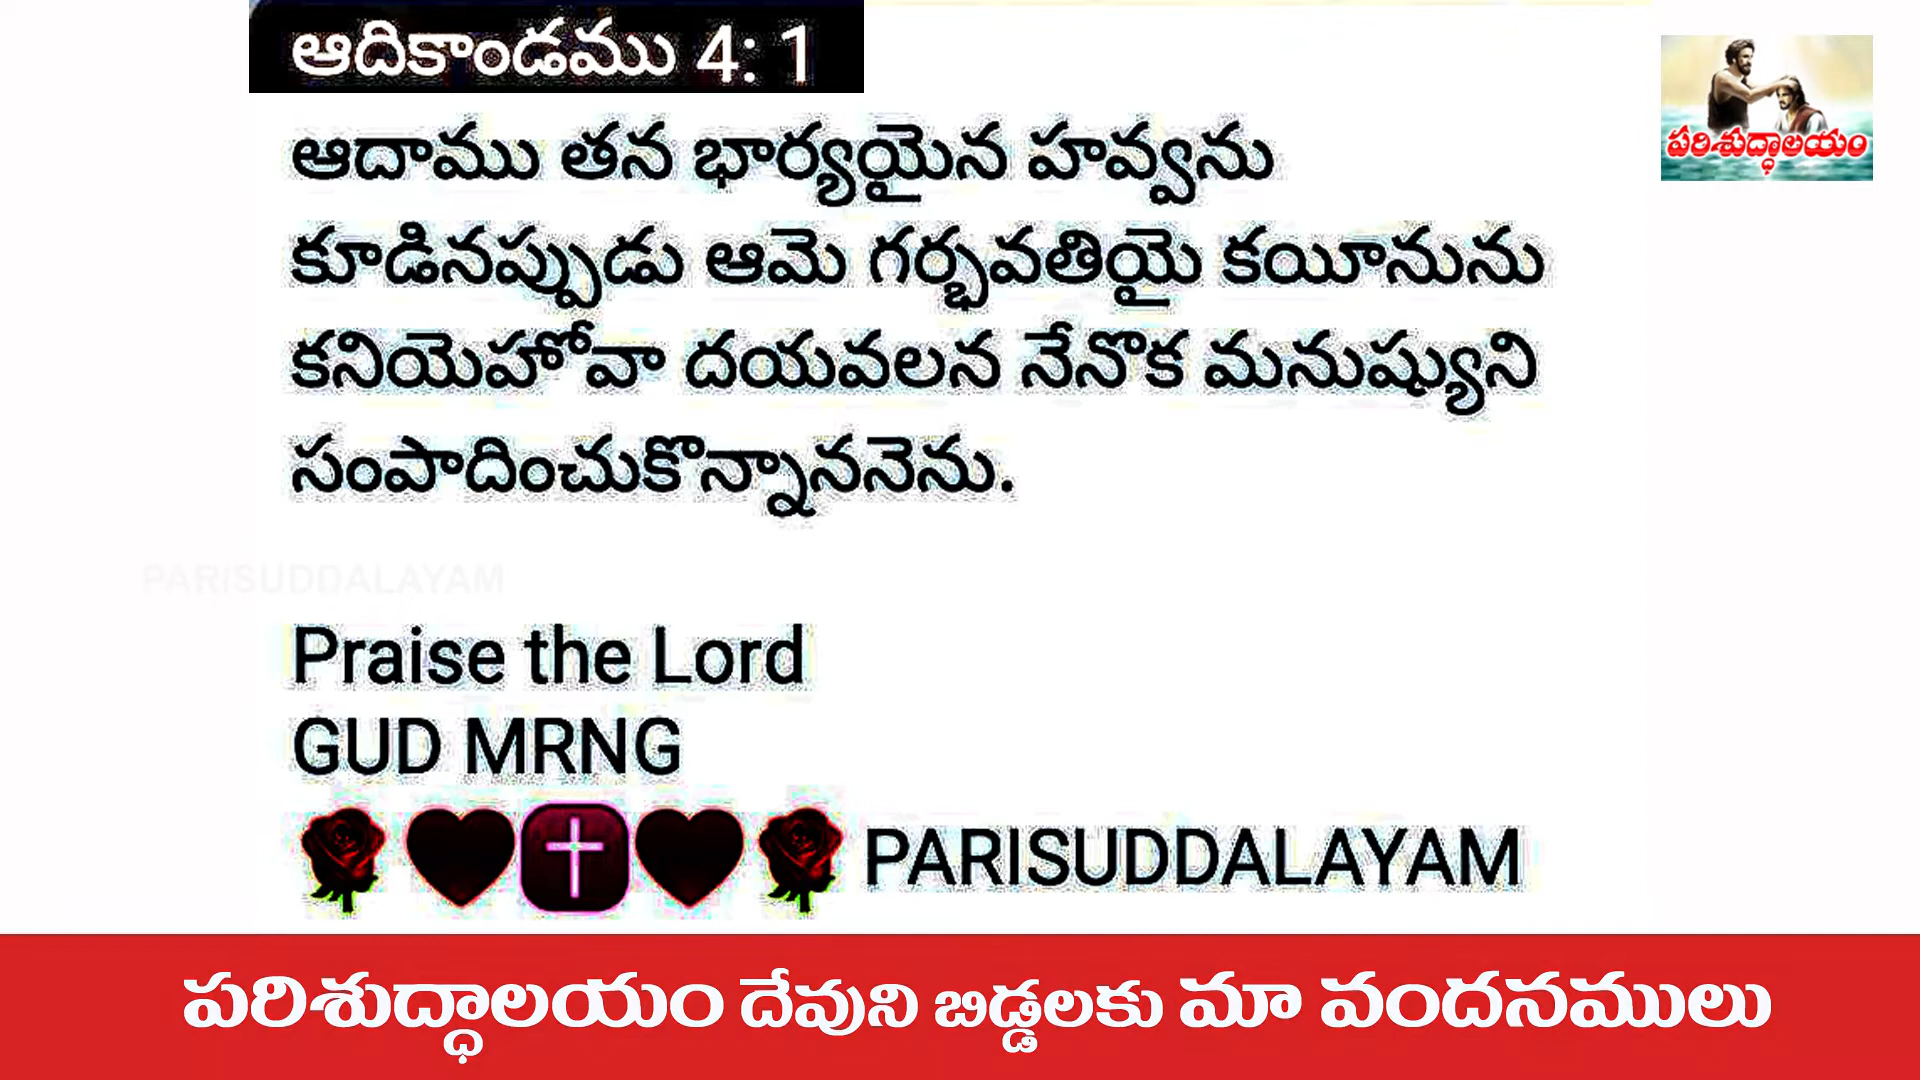 ఆదికాండము 4: 1
పరిశుద్ధాలయం
ఆదాము తన భార్యయైన హవ్వను
కూడినప్పుడు ఆమె గర్భవతియై కయీనును
కనియెహోవా దయవలన నేనొక మనుష్యుని
సంపాదించుకొన్నాననెను.
PARISUDDALAYAM
Praise the Lord
GUD MRNG
🌹🖤✝🖤🌹 PARISUDDALAYAM
పరిశుద్ధాలయం దేవుని బిడ్డలకు మా వందనములు